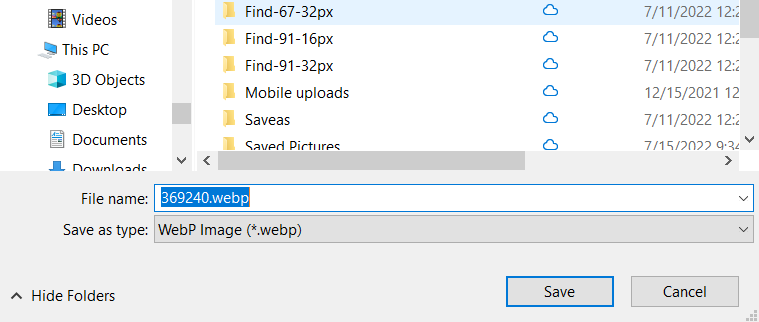 Videos
This PC
3D Objects
Desktop
Documents
Downloads
Find-67-32px 7/11/2022 12:2
Find-91-16px 7/11/2022 12:2
Find-91-32px 7/11/2022 12:2
Mobile uploads 12/15/2021 12
Saveas 7/11/2022 12:2
Saved Pictures 7/15/2022 9:34
File name: 369240.webp
Save as type: WebP Image (*.webp)
Hide Folders Save Cancel